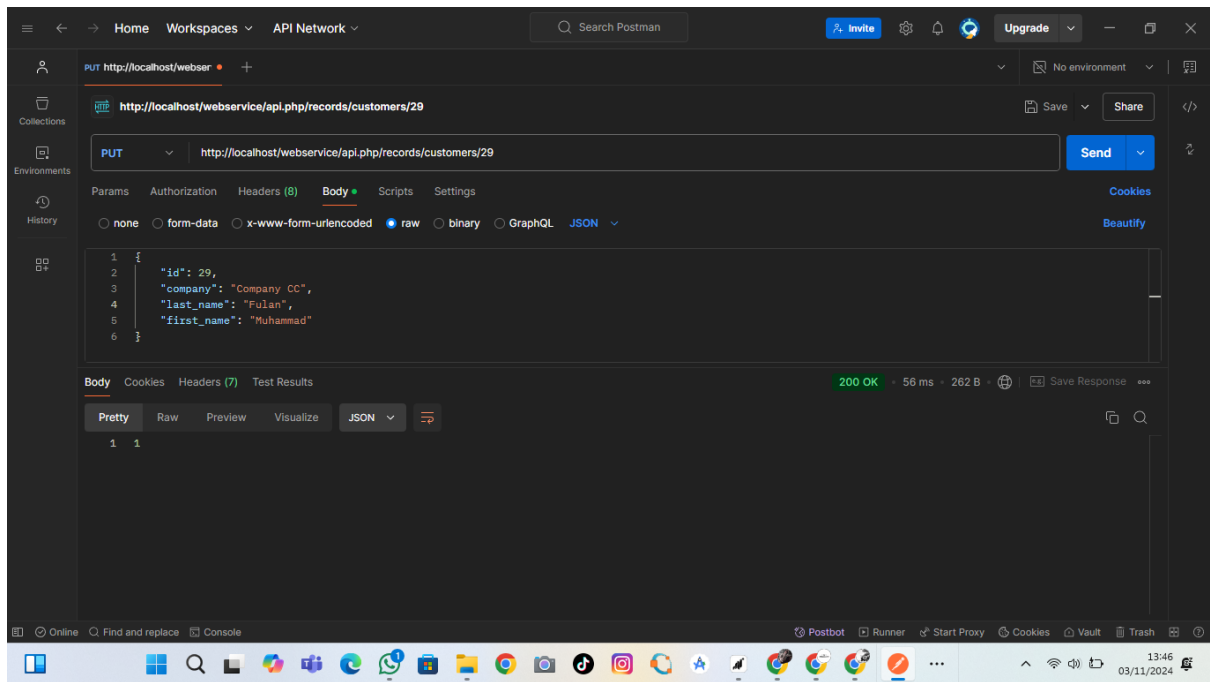 Home Workspaces API Network Search Postman Invite Upgrade
PUT http://localhost/webser No environment
http://localhost/webservice/api.php/records/customers/29 Save Share
Collections
PUT http://localhost/webservice/api.php/records/customers/29 Send
Environments
Params Authorization Headers (8) Body Scripts Settings Cookies
History
none form-data x-www-form-urlencoded raw binary GraphQL JSON Beautify
1 {
2 "id": 29,
3 "company": "Company CC",
4 "last_name": "Fulan",
5 "first_name": "Muhammad"
6 }
Body Cookies Headers (7) Test Results 200 OK 56 ms 262 B Save Response
Pretty Raw Preview Visualize JSON
1 1
Online Find and replace Console Postbot Runner Start Proxy Cookies Vault Trash
13:46
03/11/2024